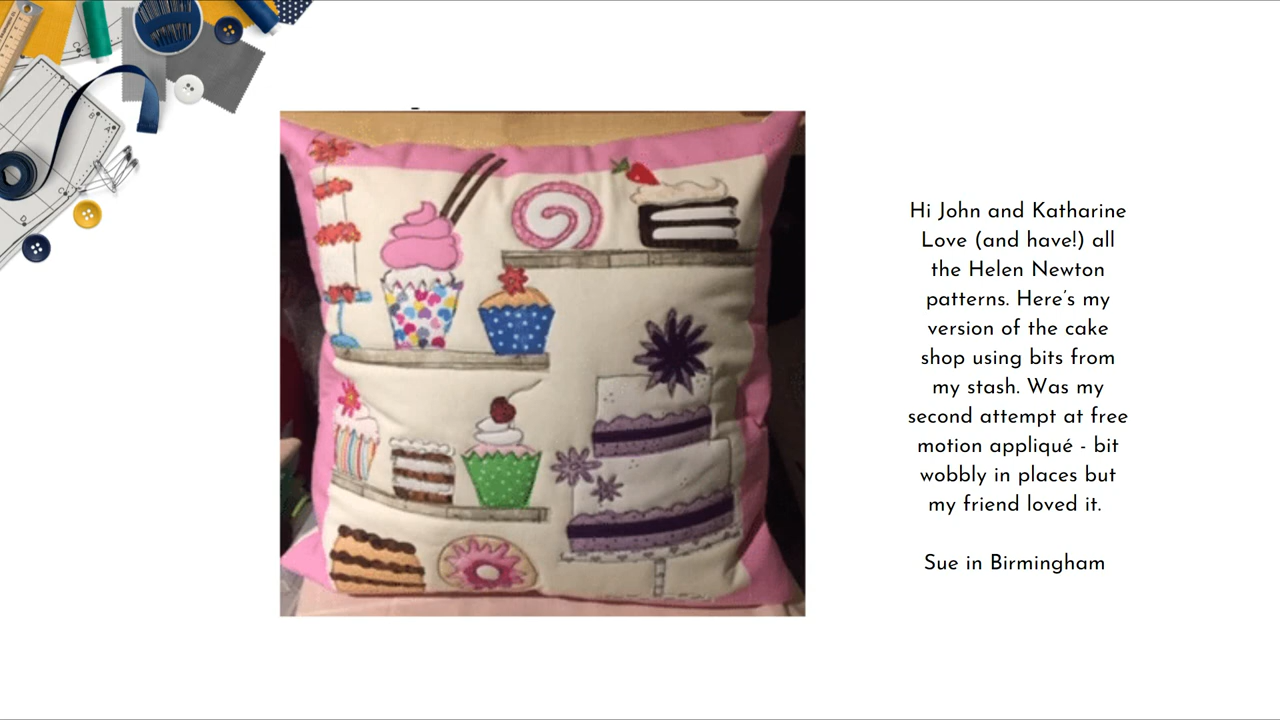 Hi John and Katharine
Love (and have!) all
the Helen Newton
patterns. Here's my
version of the cake
shop using bits from
my stash. Was my
second attempt at free
motion appliqué - bit
wobbly in places but
my friend loved it.
Sue in Birmingham